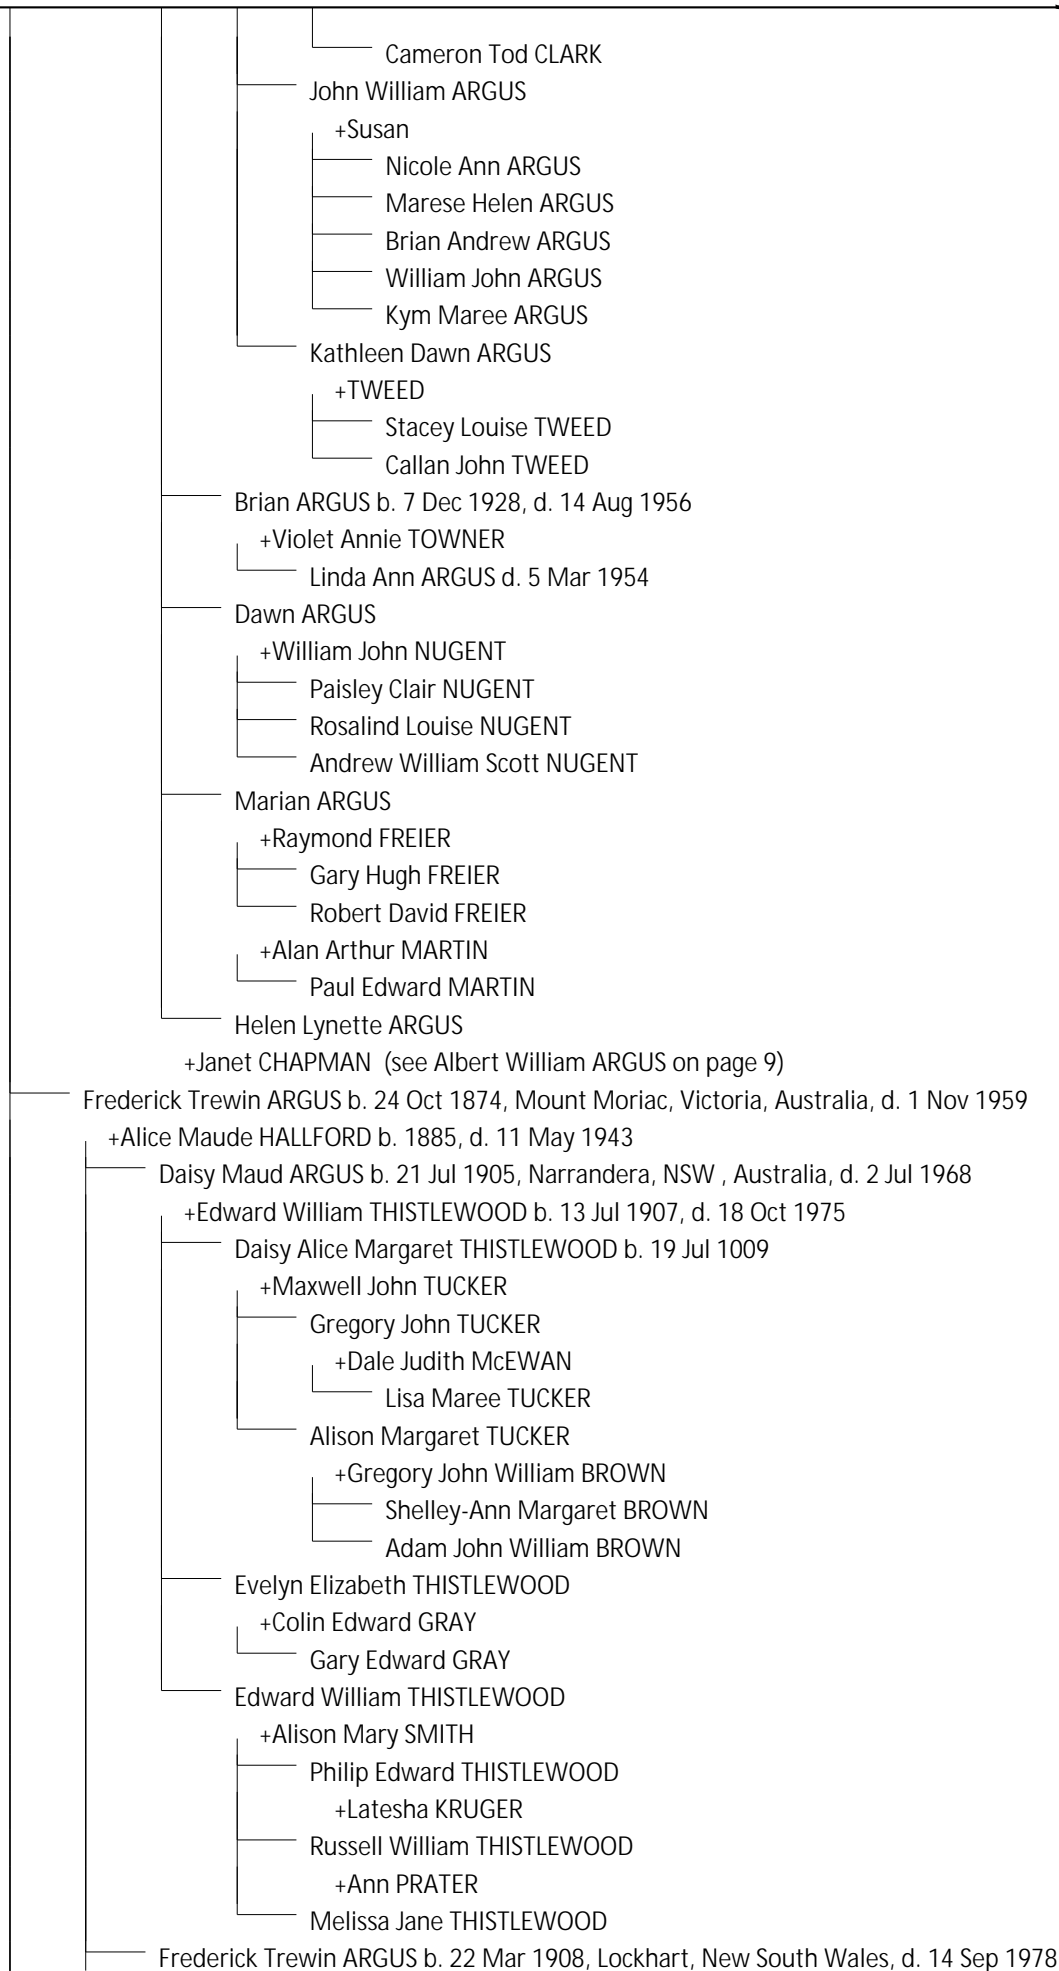 Cameron Tod CLARK
John William ARGUS
+Susan
Nicole Ann ARGUS
Marese Helen ARGUS
Brian Andrew ARGUS
William John ARGUS
Kym Maree ARGUS
Kathleen Dawn ARGUS
+TWEED
Stacey Louise TWEED
Callan John TWEED
Brian ARGUS b. 7 Dec 1928, d. 14 Aug 1956
+Violet Annie TOWNER
Linda Ann ARGUS d. 5 Mar 1954
Dawn ARGUS
+William John NUGENT
Paisley Clair NUGENT
Rosalind Louise NUGENT
Andrew William Scott NUGENT
Marian ARGUS
+Raymond FREIER
Gary Hugh FREIER
Robert David FREIER
+Alan Arthur MARTIN
Paul Edward MARTIN
Helen Lynette ARGUS
+Janet CHAPMAN (see Albert William ARGUS on page 9)
Frederick Trewin ARGUS b. 24 Oct 1874, Mount Moriac, Victoria, Australia, d. 1 Nov 1959
+Alice Maude HALLFORD b. 1885, d. 11 May 1943
Daisy Maud ARGUS b. 21 Jul 1905, Narrandera, NSW , Australia, d. 2 Jul 1968
+Edward William THISTLEWOOD b. 13 Jul 1907, d. 18 Oct 1975
Daisy Alice Margaret THISTLEWOOD b. 19 Jul 1009
+Maxwell John TUCKER
Gregory John TUCKER
+Dale Judith McEWAN
Lisa Maree TUCKER
Alison Margaret TUCKER
+Gregory John William BROWN
Shelley-Ann Margaret BROWN
Adam John William BROWN
Evelyn Elizabeth THISTLEWOOD
+Colin Edward GRAY
Gary Edward GRAY
Edward William THISTLEWOOD
+Alison Mary SMITH
Philip Edward THISTLEWOOD
+Latesha KRUGER
Russell William THISTLEWOOD
+Ann PRATER
Melissa Jane THISTLEWOOD
Frederick Trewin ARGUS b. 22 Mar 1908, Lockhart, New South Wales, d. 14 Sep 1978